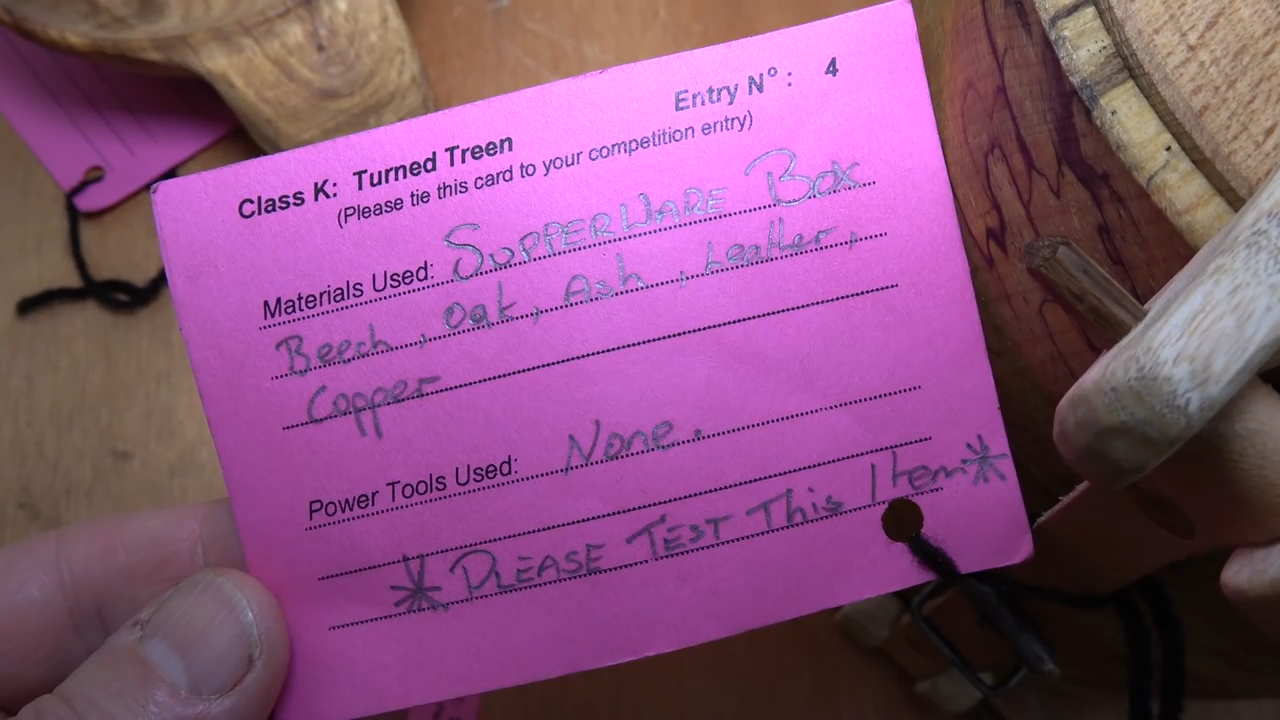 Entry Nº: 4
Class K: Turned Treen
(Please tie this card to your competition entry)
Materials Used: SUPPERWARE BOX
Beech, Oak, Ash, Leather,
Copper
Power Tools Used: None.
* PLEASE TEST This Item *